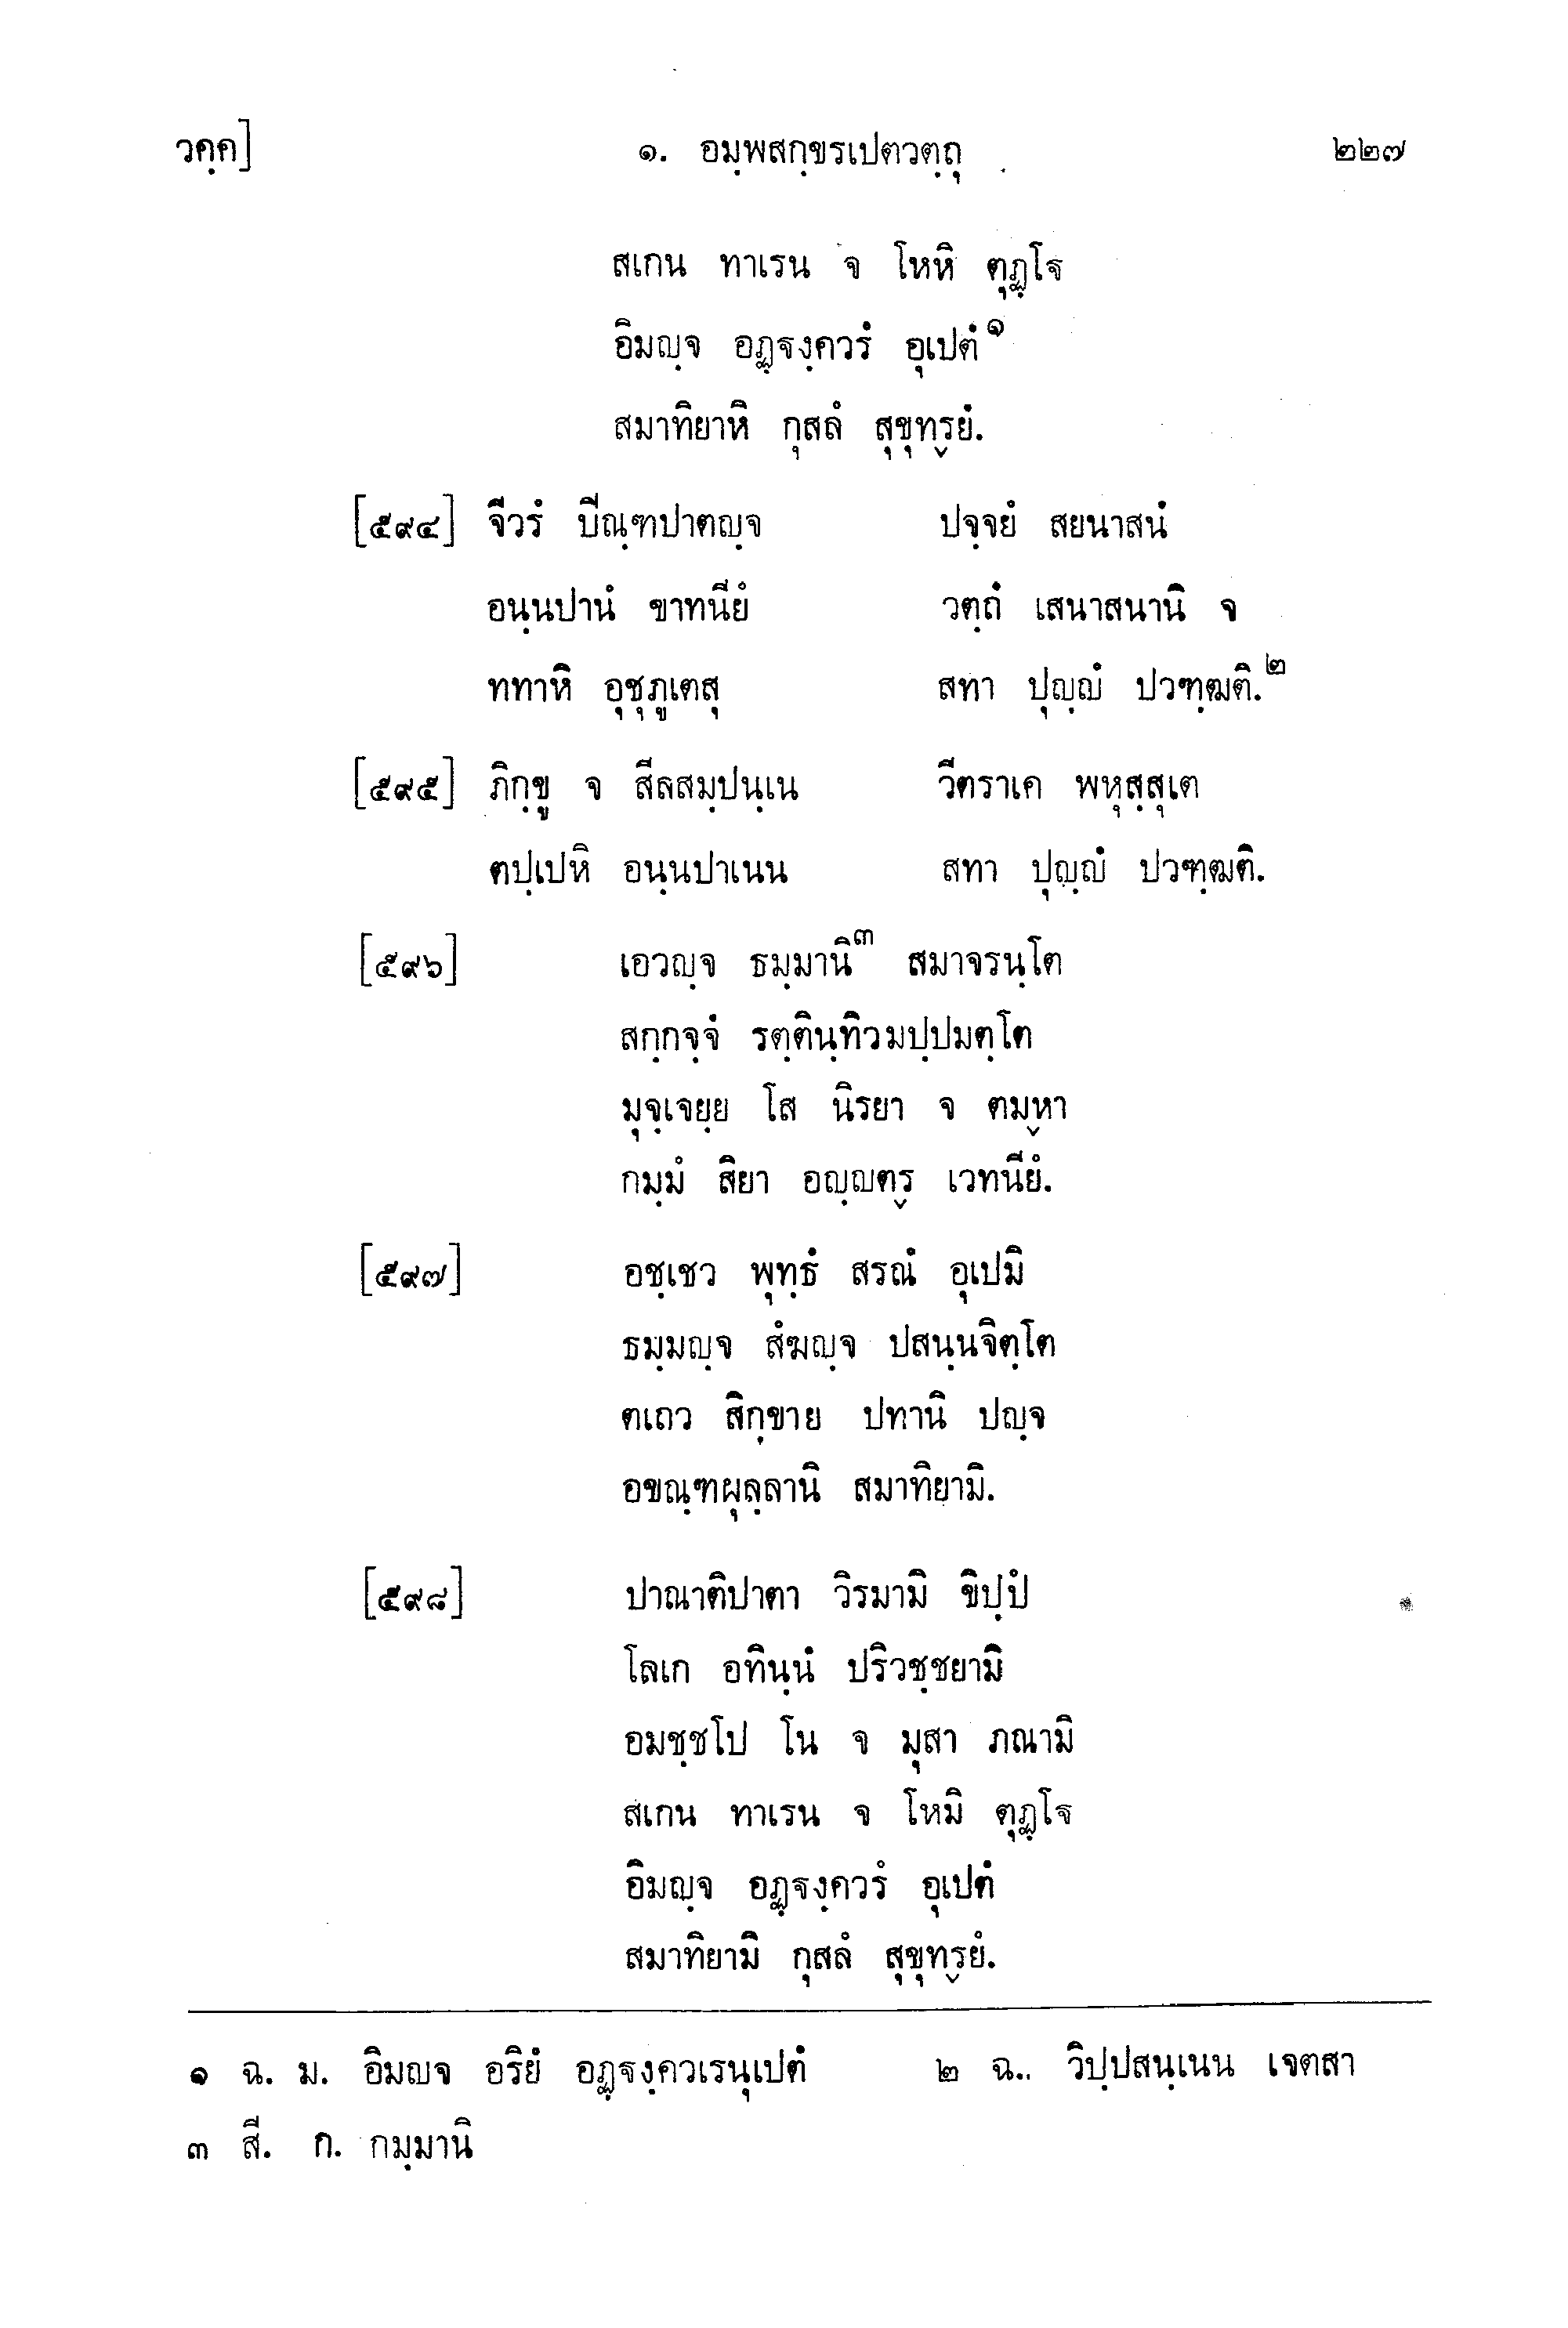 วคฺค] ๑. อมฺพสกฺขรเปตวตฺถุ ๒๒๗
สเกน ทาเรน จ โหหิ ตุฏฺโฐ
อิมญฺจ อฏฺฐงฺควรํ อุเปตํ๑
สมาทิยาหิ กุสลํ สุขุทฺรยํ.
[๕๙๔] จีวรํ ปิณฺฑปาตญฺจ ปจฺจยํ สยนาสนํ
อนฺนปานํ ขาทนียํ วตฺถํ เสนาสนานิ จ
ททาหิ อุชุภูเตสุ สทา ปุญฺญํ ปวฑฺฒติ.๒
[๕๙๕] ภิกฺขู จ สีลสมฺปนฺเน วีตราเค พหุสฺสุเต
ตปฺเปหิ อนฺนปาเนน สทา ปุญฺญํ ปวฑฺฒติ.
[๕๙๖] เอวญฺจ ธมฺมานิ๓ สมาจรนฺโต
สกฺกจฺจํ รตฺตินฺทิวมปฺปมตฺโต
มุจฺเจยฺย โส นิรยา จ ตมฺหา
กมฺมํ สิยา อญฺญตฺร เวทนียํ.
[๕๙๗] อชฺเชว พุทฺธํ สรณํ อุเปมิ
ธมฺมญฺจ สํฆญฺจ ปสนฺนจิตฺโต
ตเถว สิกฺขาย ปทานิ ปญฺจ
อขณฺฑผุลฺลานิ สมาทิยามิ.
[๕๙๘] ปาณาติปาตา วิรมามิ ขิปฺปํ
โลเก อทินฺนํ ปริวชฺชยามิ
อมชฺชโป โน จ มุสา ภณามิ
สเกน ทาเรน จ โหมิ ตุฏฺโฐ
อิมญฺจ อฏฺฐงฺควรํ อุเปตํ
สมาทิยามิ กุสลํ สุขุทฺรยํ.
๑ ฉ. ม. อิมญจ อริยํ อฏฺฐงฺควเรนุเปตํ ๒ ฉ.. วิปฺปสนฺเนน เจตสา
๓ สี. ก. กมฺมานิ